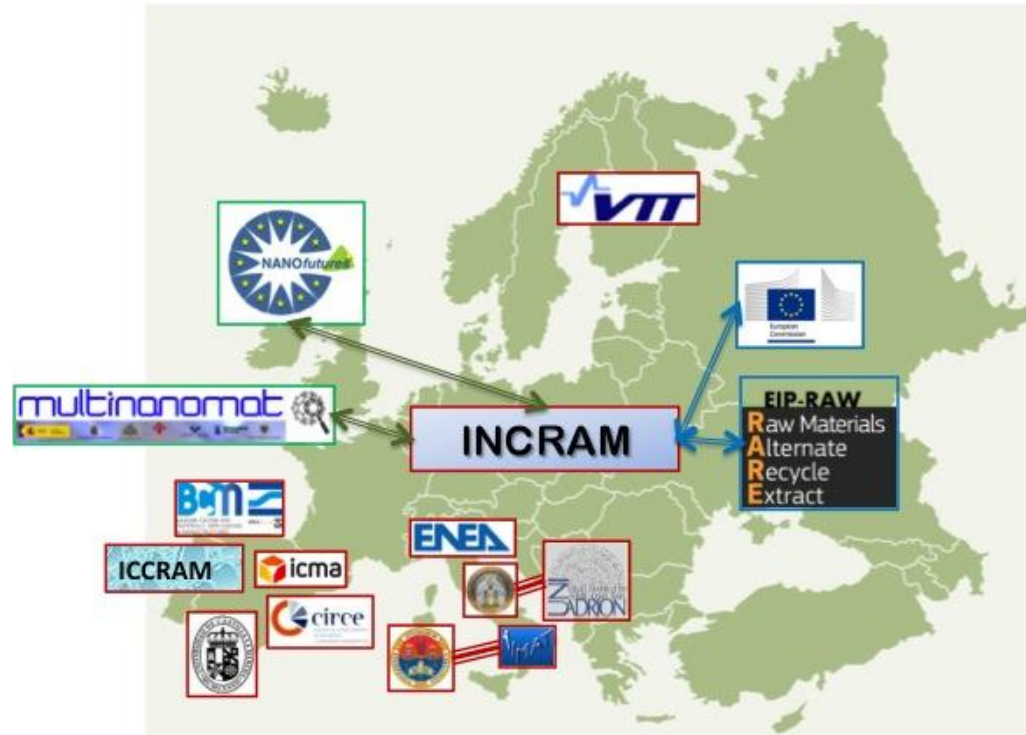 VTT
NANOfutures
European
Commission
EIP-RAW
Raw Materials
Alternate
Recycle
Extract
multinanomat
INCRAM
BCM
ENEA
ICCRAM
icma
circe
UNI
ADRION